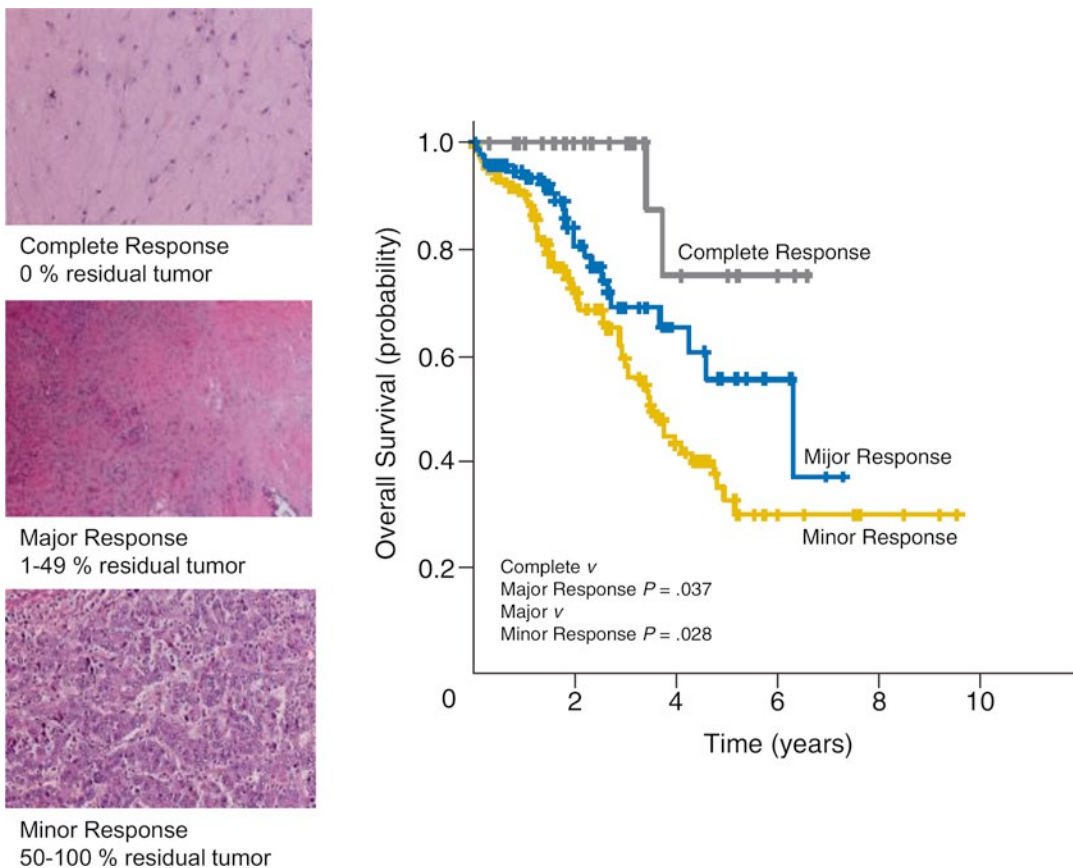 Complete Response
0 % residual tumor
Major Response
1-49 % residual tumor
Minor Response
50-100 % residual tumor
Overall Survival (probability)
1.0
0.8
0.6
0.4
0.2
0
Complete Response
Mijor Response
Minor Response
Complete v
Major Response P = .037
Major v
Minor Response P = .028
2
4
6
8
10
Time (years)